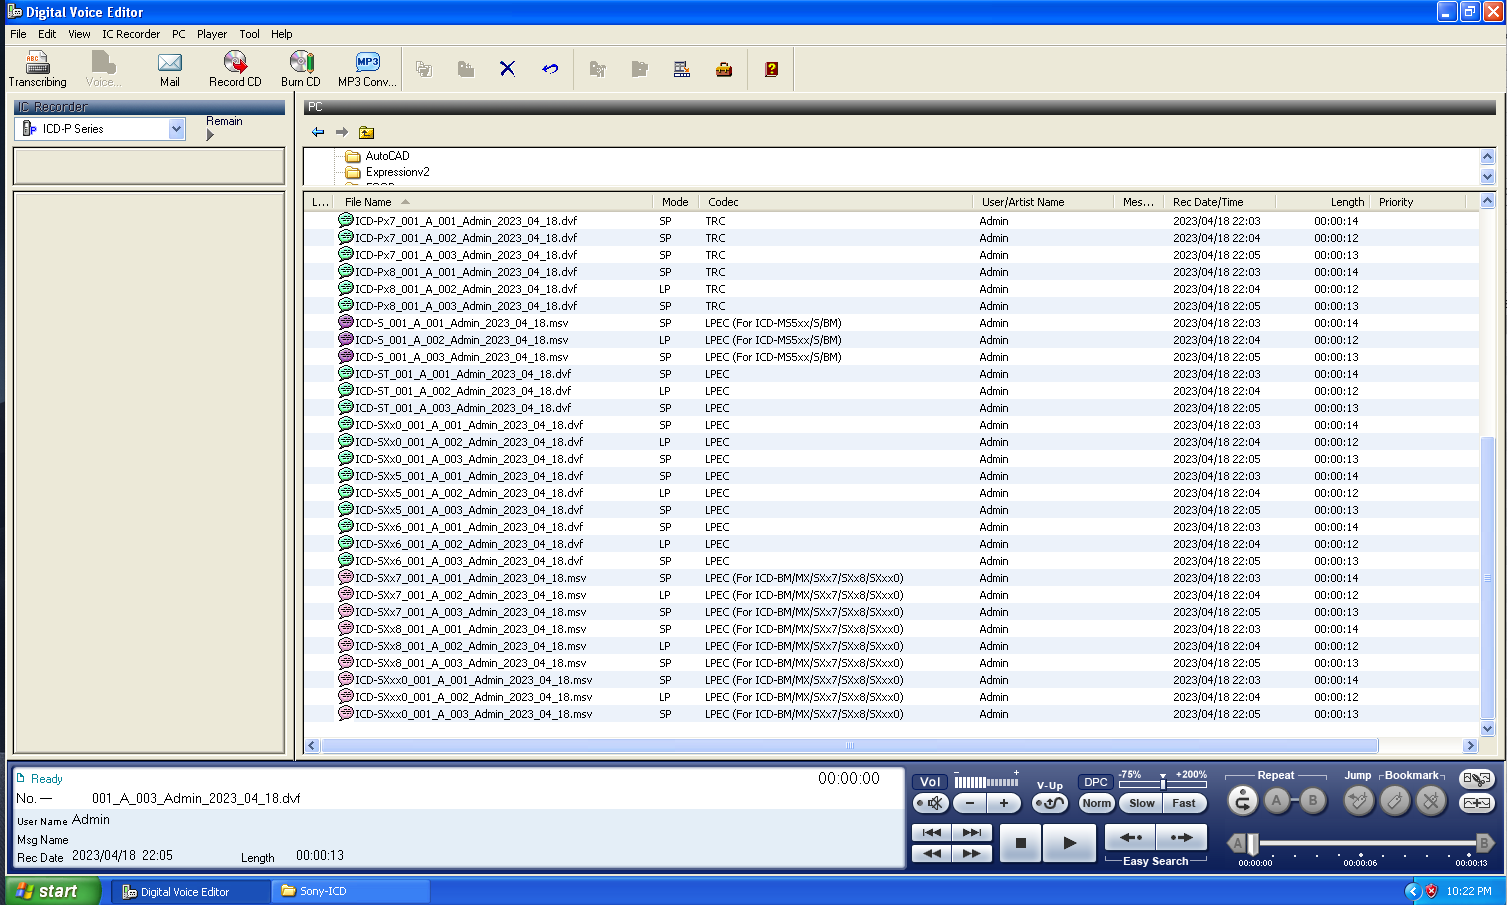 Digital Voice Editor
File Edit View IC Recorder PC Player Tool Help
ABC MP3
Transcribing Voice... Mail Record CD Burn CD MP3 Conv...
IC Recorder
ICD-P Series
Remain
PC
AutoCAD
Expressionv2
L... File Name Mode Codec User/Artist Name Mes... Rec Date/Time Length Priority
ICD-Px7_001_A_001_Admin_2023_04_18.dvf SP TRC Admin 2023/04/18 22:03 00:00:14
ICD-Px7_001_A_002_Admin_2023_04_18.dvf SP TRC Admin 2023/04/18 22:04 00:00:12
ICD-Px7_001_A_003_Admin_2023_04_18.dvf SP TRC Admin 2023/04/18 22:05 00:00:13
ICD-Px8_001_A_001_Admin_2023_04_18.dvf SP TRC Admin 2023/04/18 22:03 00:00:14
ICD-Px8_001_A_002_Admin_2023_04_18.dvf LP TRC Admin 2023/04/18 22:04 00:00:12
ICD-Px8_001_A_003_Admin_2023_04_18.dvf SP TRC Admin 2023/04/18 22:05 00:00:13
ICD-S_001_A_001_Admin_2023_04_18.msv SP LPEC (For ICD-MS5xx/S/BM) Admin 2023/04/18 22:03 00:00:14
ICD-S_001_A_002_Admin_2023_04_18.msv LP LPEC (For ICD-MS5xx/S/BM) Admin 2023/04/18 22:04 00:00:12
ICD-S_001_A_003_Admin_2023_04_18.msv SP LPEC (For ICD-MS5xx/S/BM) Admin 2023/04/18 22:05 00:00:13
ICD-ST_001_A_001_Admin_2023_04_18.dvf SP LPEC Admin 2023/04/18 22:03 00:00:14
ICD-ST_001_A_002_Admin_2023_04_18.dvf LP LPEC Admin 2023/04/18 22:04 00:00:12
ICD-ST_001_A_003_Admin_2023_04_18.dvf SP LPEC Admin 2023/04/18 22:05 00:00:13
ICD-SXx0_001_A_001_Admin_2023_04_18.dvf SP LPEC Admin 2023/04/18 22:03 00:00:14
ICD-SXx0_001_A_002_Admin_2023_04_18.dvf LP LPEC Admin 2023/04/18 22:04 00:00:12
ICD-SXx0_001_A_003_Admin_2023_04_18.dvf SP LPEC Admin 2023/04/18 22:05 00:00:13
ICD-SXx5_001_A_001_Admin_2023_04_18.dvf SP LPEC Admin 2023/04/18 22:03 00:00:14
ICD-SXx5_001_A_002_Admin_2023_04_18.dvf LP LPEC Admin 2023/04/18 22:04 00:00:12
ICD-SXx5_001_A_003_Admin_2023_04_18.dvf SP LPEC Admin 2023/04/18 22:05 00:00:13
ICD-SXx6_001_A_001_Admin_2023_04_18.dvf SP LPEC Admin 2023/04/18 22:03 00:00:14
ICD-SXx6_001_A_002_Admin_2023_04_18.dvf LP LPEC Admin 2023/04/18 22:04 00:00:12
ICD-SXx6_001_A_003_Admin_2023_04_18.dvf SP LPEC Admin 2023/04/18 22:05 00:00:13
ICD-SXx7_001_A_001_Admin_2023_04_18.msv SP LPEC (For ICD-BM/MX/SXx7/SXx8/SXxx0) Admin 2023/04/18 22:03 00:00:14
ICD-SXx7_001_A_002_Admin_2023_04_18.msv LP LPEC (For ICD-BM/MX/SXx7/SXx8/SXxx0) Admin 2023/04/18 22:04 00:00:12
ICD-SXx7_001_A_003_Admin_2023_04_18.msv SP LPEC (For ICD-BM/MX/SXx7/SXx8/SXxx0) Admin 2023/04/18 22:05 00:00:13
ICD-SXx8_001_A_001_Admin_2023_04_18.msv SP LPEC (For ICD-BM/MX/SXx7/SXx8/SXxx0) Admin 2023/04/18 22:03 00:00:14
ICD-SXx8_001_A_002_Admin_2023_04_18.msv LP LPEC (For ICD-BM/MX/SXx7/SXx8/SXxx0) Admin 2023/04/18 22:04 00:00:12
ICD-SXx8_001_A_003_Admin_2023_04_18.msv SP LPEC (For ICD-BM/MX/SXx7/SXx8/SXxx0) Admin 2023/04/18 22:05 00:00:13
ICD-SXxx0_001_A_001_Admin_2023_04_18.msv SP LPEC (For ICD-BM/MX/SXx7/SXx8/SXxx0) Admin 2023/04/18 22:03 00:00:14
ICD-SXxx0_001_A_002_Admin_2023_04_18.msv LP LPEC (For ICD-BM/MX/SXx7/SXx8/SXxx0) Admin 2023/04/18 22:04 00:00:12
ICD-SXxx0_001_A_003_Admin_2023_04_18.msv SP LPEC (For ICD-BM/MX/SXx7/SXx8/SXxx0) Admin 2023/04/18 22:05 00:00:13
Ready 00:00:00
No. — 001_A_003_Admin_2023_04_18.dvf
User Name Admin
Msg Name
Rec Date 2023/04/18 22:05 Length 00:00:13
Vol - + V-Up DPC -75% +200% Repeat Jump Bookmark
− + Norm Slow Fast A B
Easy Search
A B
00:00:00 00:00:06 00:00:13
start Digital Voice Editor Sony-ICD 10:22 PM